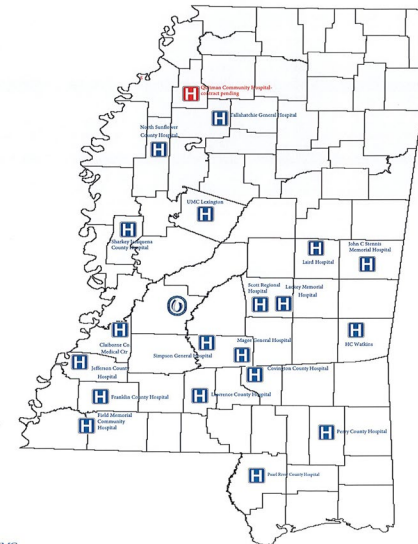 Quitman Community Hospital-
contract pending
Tallahatchie General Hospital
North Sunflower
County Hospital
UMC Lexington
Sharkey Issaquena
County Hospital
Laird Hospital
John C Stennis
Memorial Hospital
Scott Regional
Hospital
Lackey Memorial
Hospital
HC Watkins
Claiborne Co
Medical Ctr
Simpson General Hospital
Magee General Hospital
Jefferson County
Hospital
Covington County Hospital
Franklin County Hospital
Lawrence County Hospital
Field Memorial
Community
Hospital
Perry County Hospital
Pearl River County Hospital